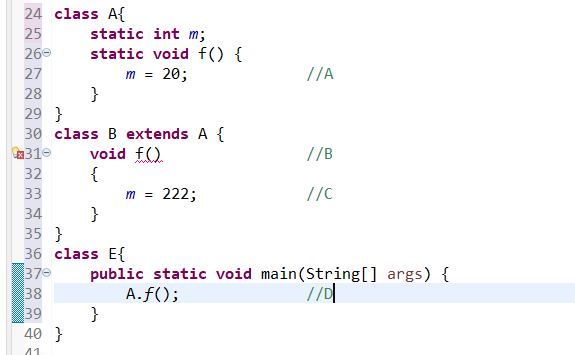 24 class A{
25 static int m;
26 static void f() {
27 m = 20; //A
28 }
29 }
30 class B extends A {
31 void f() //B
32 {
33 m = 222; //C
34 }
35 }
36 class E{
37 public static void main(String[] args) {
38 A.f(); //D
39 }
40 }
41